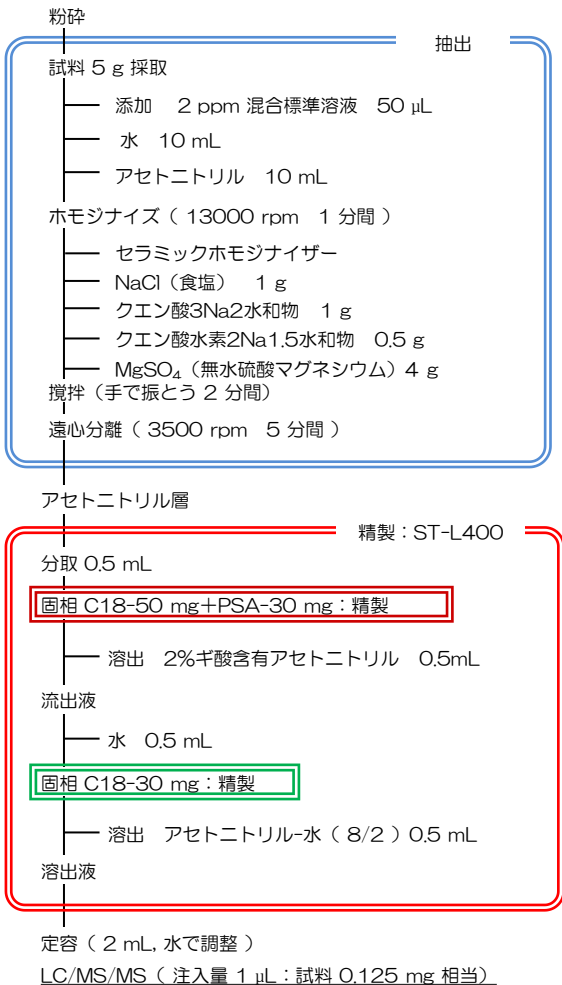 粉砕
抽出
試料 5 g 採取
添加 2 ppm 混合標準溶液 50 μL
水 10 mL
アセトニトリル 10 mL
ホモジナイズ（ 13000 rpm 1 分間 ）
セラミックホモジナイザー
NaCl（食塩） 1 g
クエン酸3Na2水和物 1 g
クエン酸水素2Na1.5水和物 0.5 g
MgSO₄（無水硫酸マグネシウム）4 g
撹拌（手で振とう 2 分間）
遠心分離（ 3500 rpm 5 分間 ）
アセトニトリル層
精製：ST-L400
分取 0.5 mL
固相 C18-50 mg＋PSA-30 mg：精製
溶出 2%ギ酸含有アセトニトリル 0.5mL
流出液
水 0.5 mL
固相 C18-30 mg：精製
溶出 アセトニトリル-水（ 8/2 ）0.5 mL
溶出液
定容（ 2 mL, 水で調整 ）
LC/MS/MS（ 注入量 1 μL：試料 0.125 mg 相当）